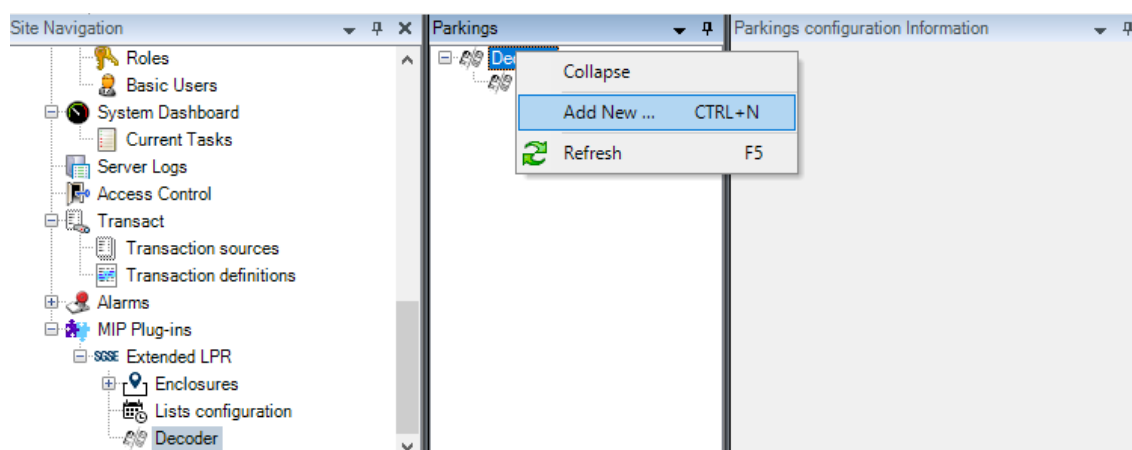 Site Navigation
Roles
Basic Users
System Dashboard
Current Tasks
Server Logs
Access Control
Transact
Transaction sources
Transaction definitions
Alarms
MIP Plug-ins
SGSE Extended LPR
Enclosures
Lists configuration
Decoder
Parkings
Dec
Collapse
Add New ... CTRL+N
Refresh F5
Parkings configuration Information